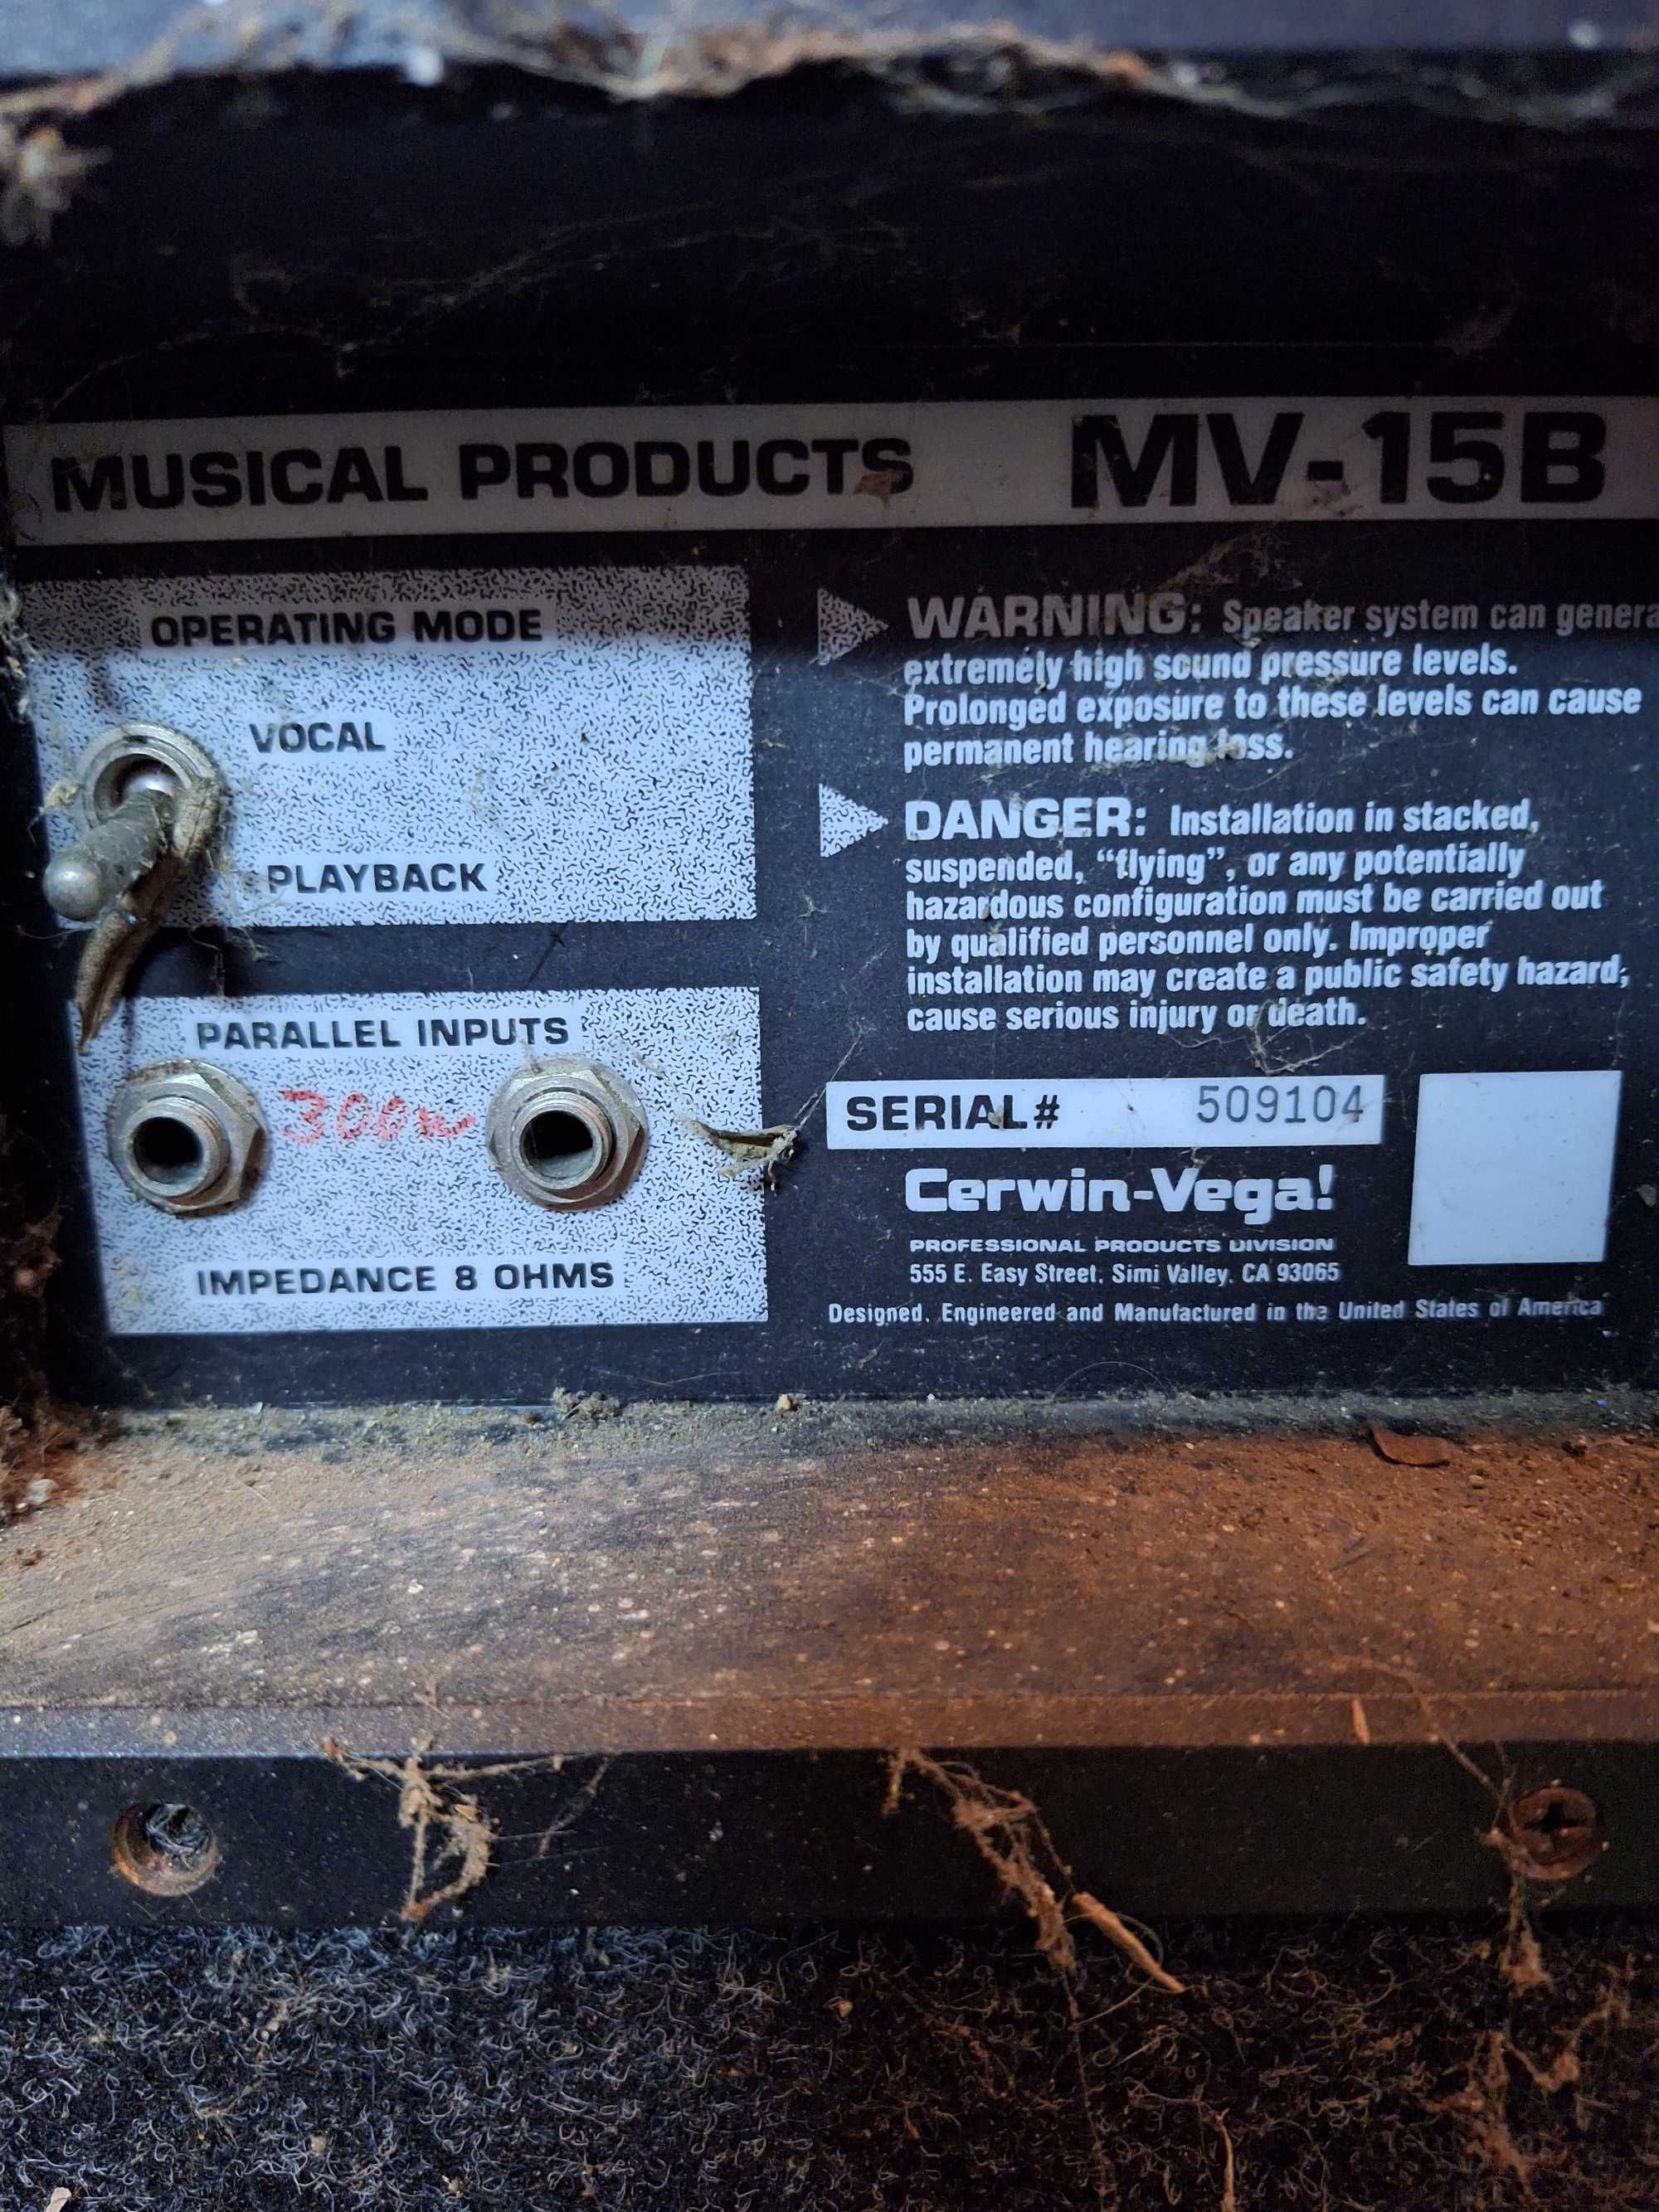 MUSICAL PRODUCTS MV-15B
OPERATING MODE
VOCAL
PLAYBACK
PARALLEL INPUTS
300w
IMPEDANCE 8 OHMS
WARNING: Speaker system can genera
extremely high sound pressure levels.
Prolonged exposure to these levels can cause
permanent hearing loss.
DANGER: Installation in stacked,
suspended, “flying”, or any potentially
hazardous configuration must be carried out
by qualified personnel only. Improper
installation may create a public safety hazard,
cause serious injury or death.
SERIAL# 509104
Cerwin-Vega!
PROFESSIONAL PRODUCTS DIVISION
555 E. Easy Street, Simi Valley, CA 93065
Designed, Engineered and Manufactured in the United States of America